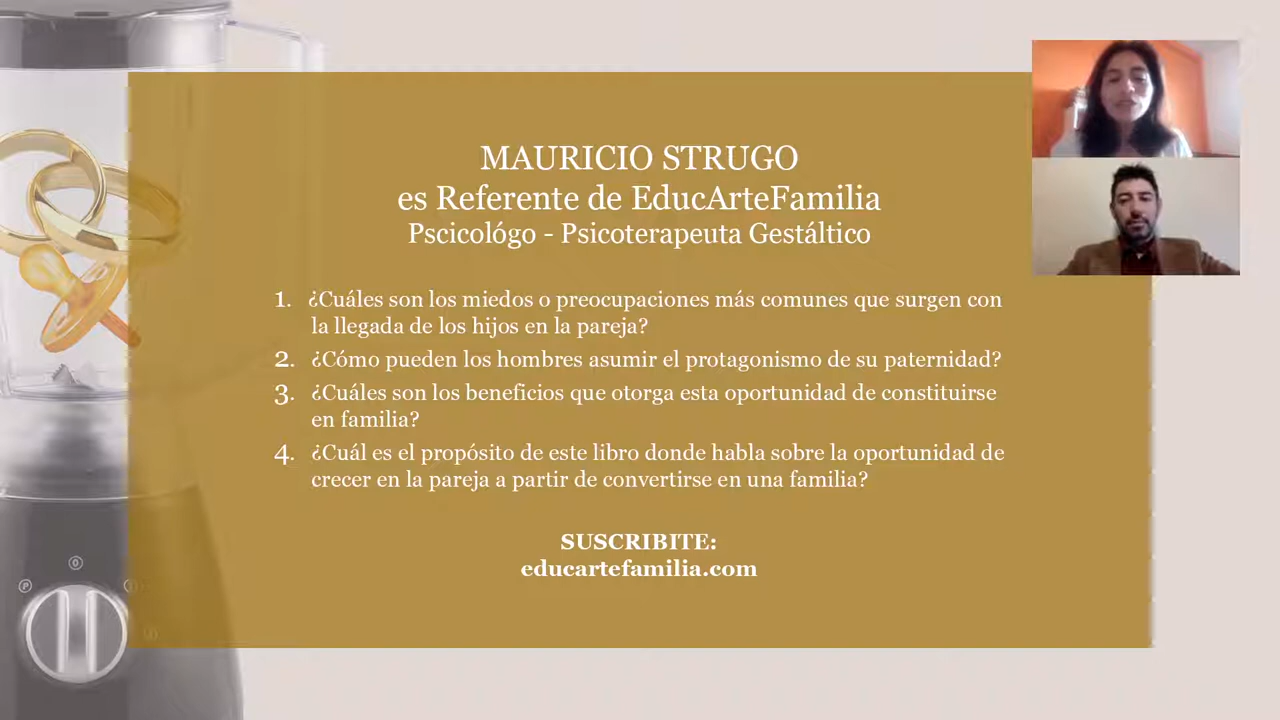 MAURICIO STRUGO
es Referente de EducArteFamilia
Pscicológo - Psicoterapeuta Gestáltico
1. ¿Cuáles son los miedos o preocupaciones más comunes que surgen con
la llegada de los hijos en la pareja?
2. ¿Cómo pueden los hombres asumir el protagonismo de su paternidad?
3. ¿Cuáles son los beneficios que otorga esta oportunidad de constituirse
en familia?
4. ¿Cuál es el propósito de este libro donde habla sobre la oportunidad de
crecer en la pareja a partir de convertirse en una familia?
SUSCRIBITE:
educartefamilia.com
P
0